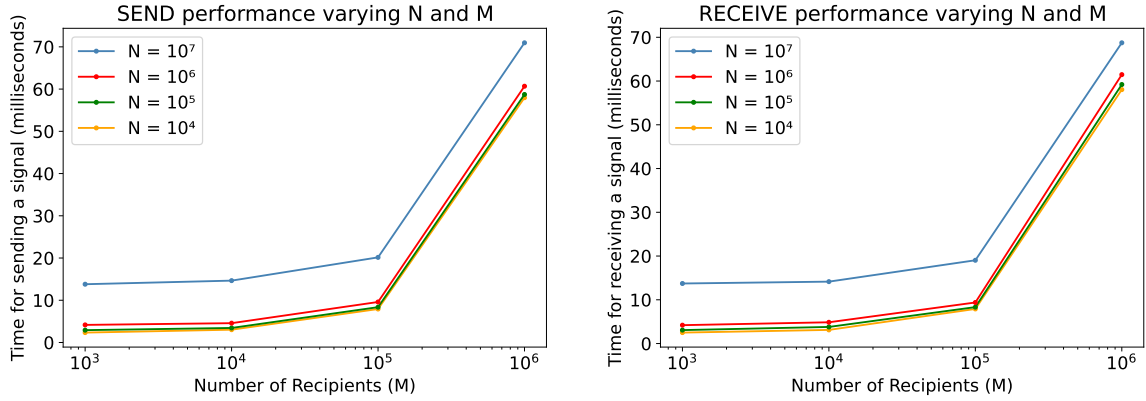 SEND performance varying N and M
Time for sending a signal (milliseconds)
70
60
50
40
30
20
10
0
N = 10⁷
N = 10⁶
N = 10⁵
N = 10⁴
10³
10⁴
10⁵
10⁶
Number of Recipients (M)
RECEIVE performance varying N and M
Time for receiving a signal (milliseconds)
70
60
50
40
30
20
10
0
N = 10⁷
N = 10⁶
N = 10⁵
N = 10⁴
10³
10⁴
10⁵
10⁶
Number of Recipients (M)